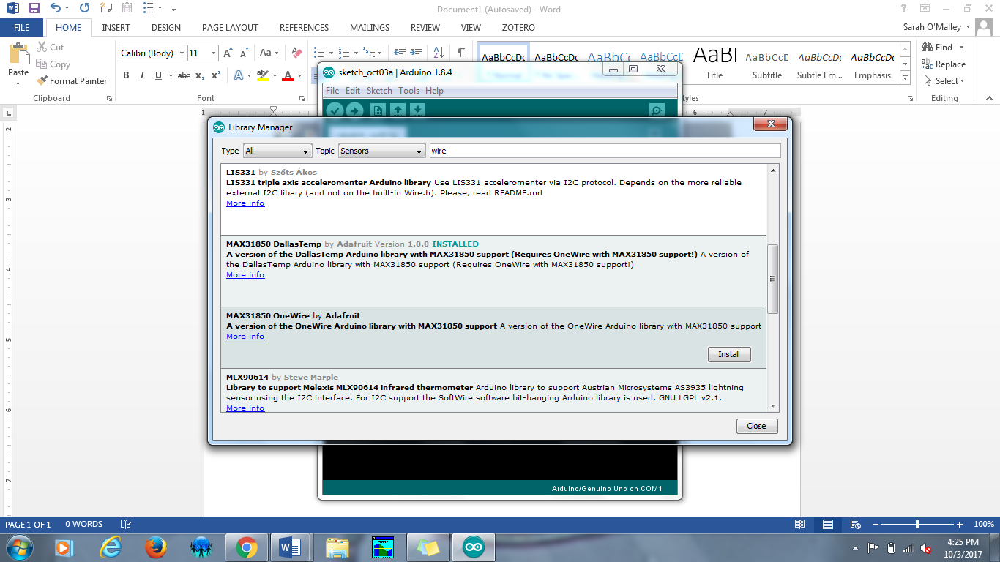 Document1 (Autosaved) - Word
FILE HOME INSERT DESIGN PAGE LAYOUT REFERENCES MAILINGS REVIEW VIEW ZOTERO Sarah O'Malley
Paste
Cut
Copy
Format Painter
Clipboard
Calibri (Body) 11
Font
AaBbCcDc AaBbCcDc AaBbCc AaBbCcD AaBl AaBbCcD AaBbCcDc AaBbCcDc
Title Subtitle Subtle Em... Emphasis
Find
Replace
Select
Editing
sketch_oct03a | Arduino 1.8.4
File Edit Sketch Tools Help
Library Manager
Type All Topic Sensors wire
LIS331 by Szőts Ákos
LIS331 triple axis acceleromenter Arduino library Use LIS331 acceleromenter via I2C protocol. Depends on the more reliable
external I2C libary (and not on the built-in Wire.h). Please, read README.md
More info
MAX31850 DallasTemp by Adafruit Version 1.0.0 INSTALLED
A version of the DallasTemp Arduino library with MAX31850 support (Requires OneWire with MAX31850 support!) A version of
the DallasTemp Arduino library with MAX31850 support (Requires OneWire with MAX31850 support!)
More info
MAX31850 OneWire by Adafruit
A version of the OneWire Arduino library with MAX31850 support A version of the OneWire Arduino library with MAX31850 support
More info
Install
MLX90614 by Steve Marple
Library to support Melexis MLX90614 infrared thermometer Arduino library to support Austrian Microsystems AS3935 lightning
sensor using the I2C interface. For I2C support the SoftWire software bit-banging Arduino library is used. GNU LGPL v2.1.
More info
Close
Arduino/Genuino Uno on COM1
PAGE 1 OF 1 0 WORDS 100%
4:25 PM
10/3/2017